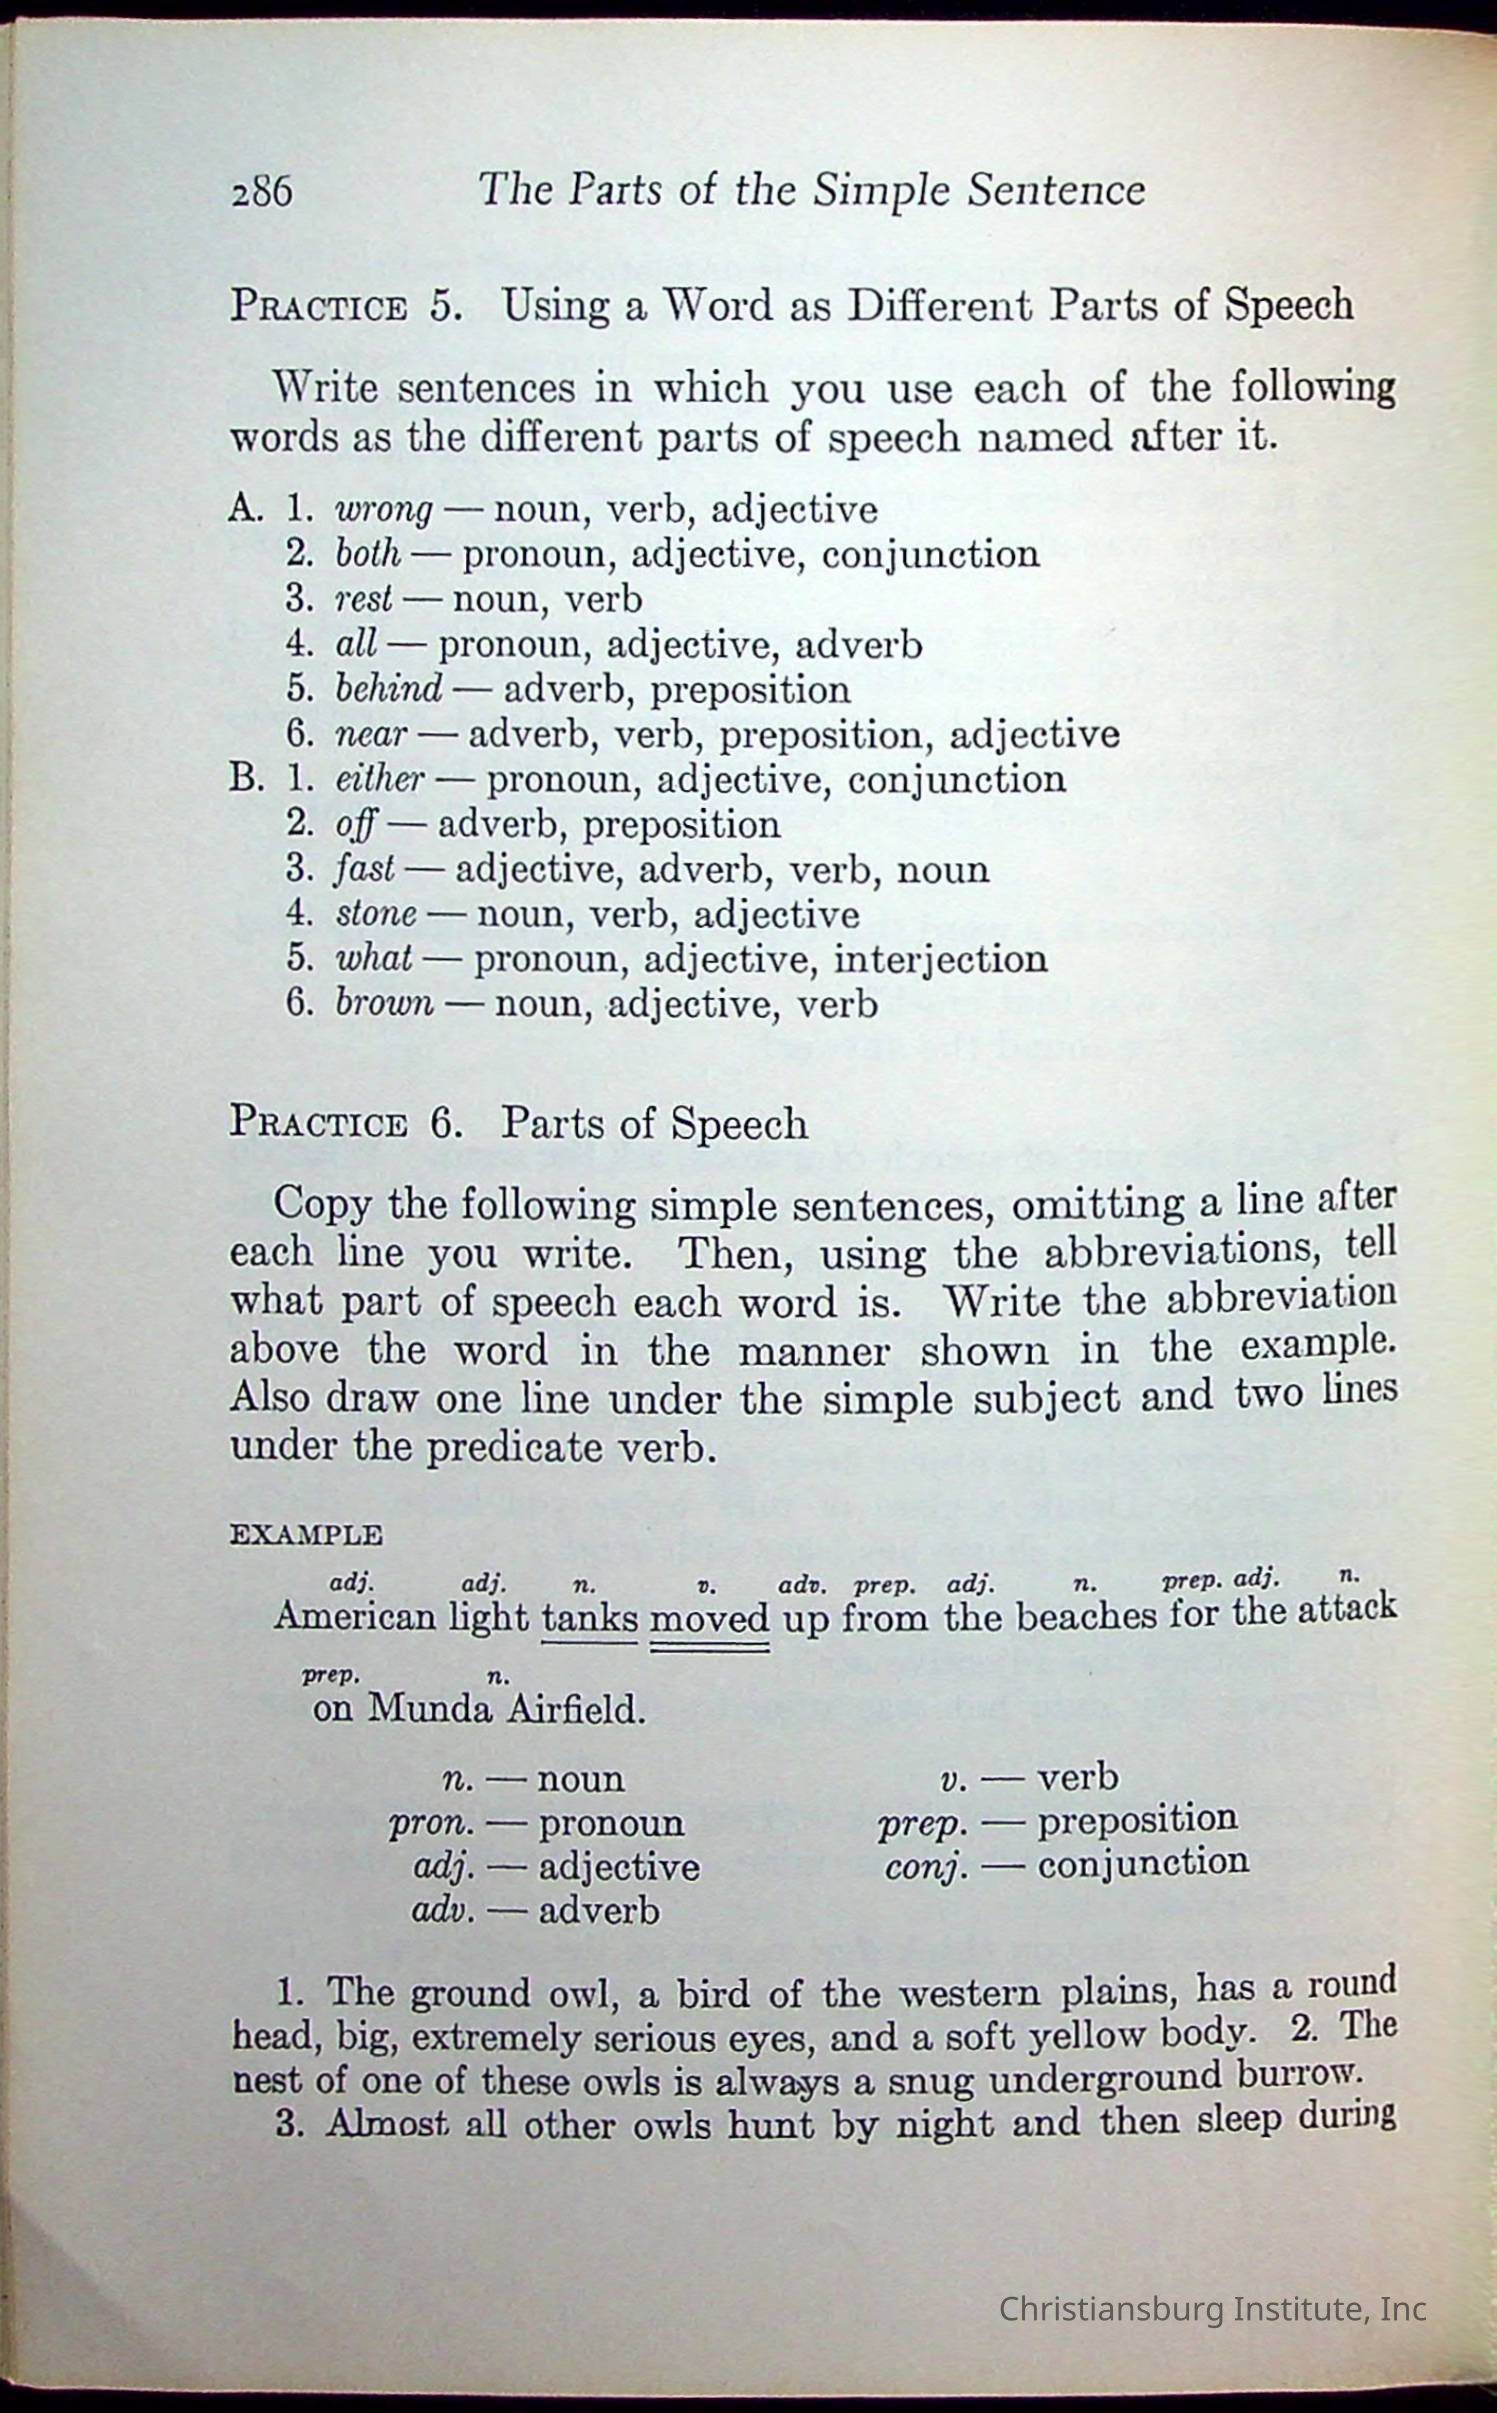 286 The Parts of the Simple Sentence
PRACTICE 5. Using a Word as Different Parts of Speech
Write sentences in which you use each of the following
words as the different parts of speech named after it.
A. 1. wrong — noun, verb, adjective
2. both — pronoun, adjective, conjunction
3. rest — noun, verb
4. all — pronoun, adjective, adverb
5. behind — adverb, preposition
6. near — adverb, verb, preposition, adjective
B. 1. either — pronoun, adjective, conjunction
2. off — adverb, preposition
3. fast — adjective, adverb, verb, noun
4. stone — noun, verb, adjective
5. what — pronoun, adjective, interjection
6. brown — noun, adjective, verb
PRACTICE 6. Parts of Speech
Copy the following simple sentences, omitting a line after
each line you write. Then, using the abbreviations, tell
what part of speech each word is. Write the abbreviation
above the word in the manner shown in the example.
Also draw one line under the simple subject and two lines
under the predicate verb.
EXAMPLE
adj. adj. n. v. adv. prep. adj. n. prep. adj. n.
American light tanks moved up from the beaches for the attack
prep. n.
on Munda Airfield.
n. — noun v. — verb
pron. — pronoun prep. — preposition
adj. — adjective conj. — conjunction
adv. — adverb
1. The ground owl, a bird of the western plains, has a round
head, big, extremely serious eyes, and a soft yellow body. 2. The
nest of one of these owls is always a snug underground burrow.
3. Almost all other owls hunt by night and then sleep during
Christiansburg Institute, Inc